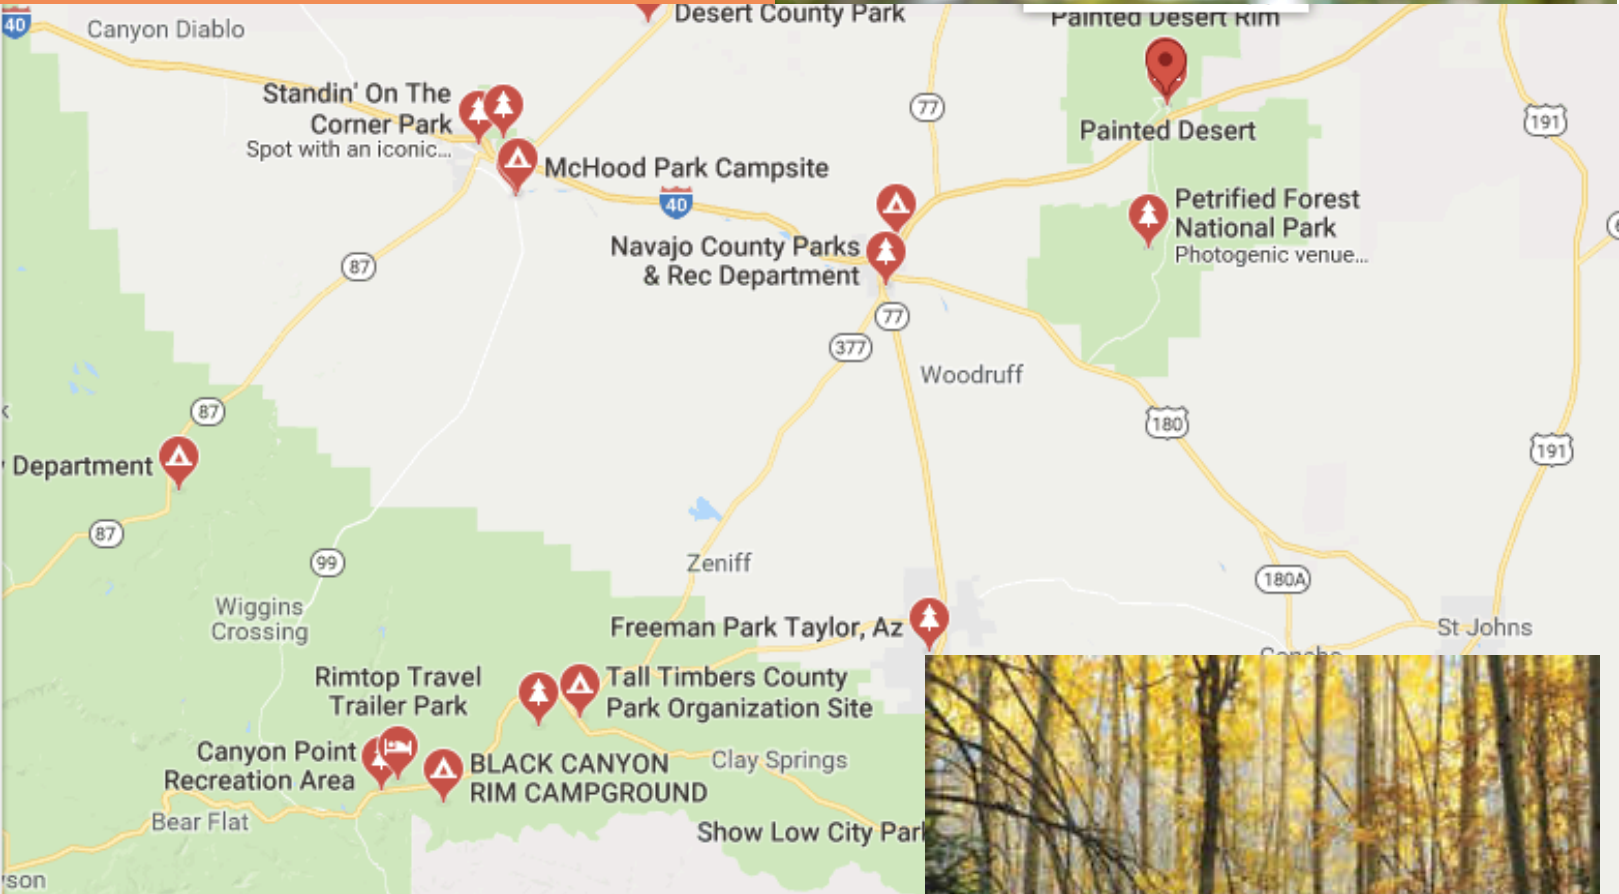 40
Canyon Diablo
Desert County Park
Painted Desert Rim
Standin' On The
Corner Park
Spot with an iconic...
77
191
Painted Desert
McHood Park Campsite
40
Petrified Forest
National Park
Photogenic venue...
Navajo County Parks
& Rec Department
87
77
377
Woodruff
87
180
191
Department
87
99
Zeniff
180A
Wiggins
Crossing
Freeman Park Taylor, Az
St Johns
Rimtop Travel
Trailer Park
Tall Timbers County
Park Organization Site
Canyon Point
Recreation Area
BLACK CANYON
RIM CAMPGROUND
Clay Springs
Bear Flat
Show Low City Park
son